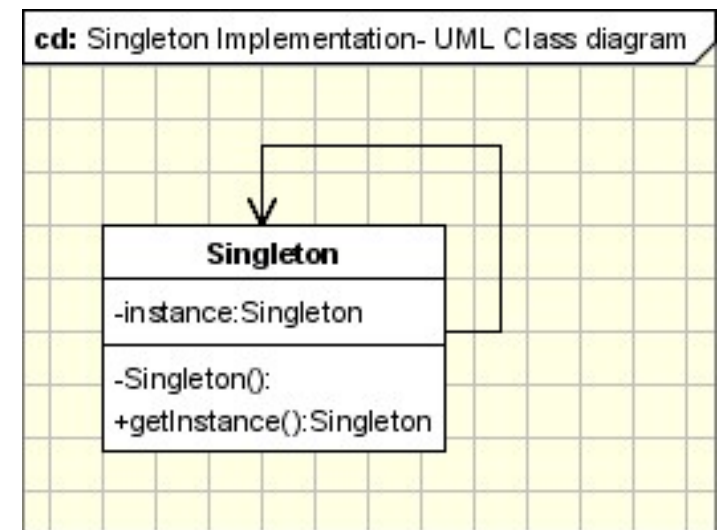 cd: Singleton Implementation- UML Class diagram
Singleton
-instance:Singleton
-Singleton():
+getInstance():Singleton